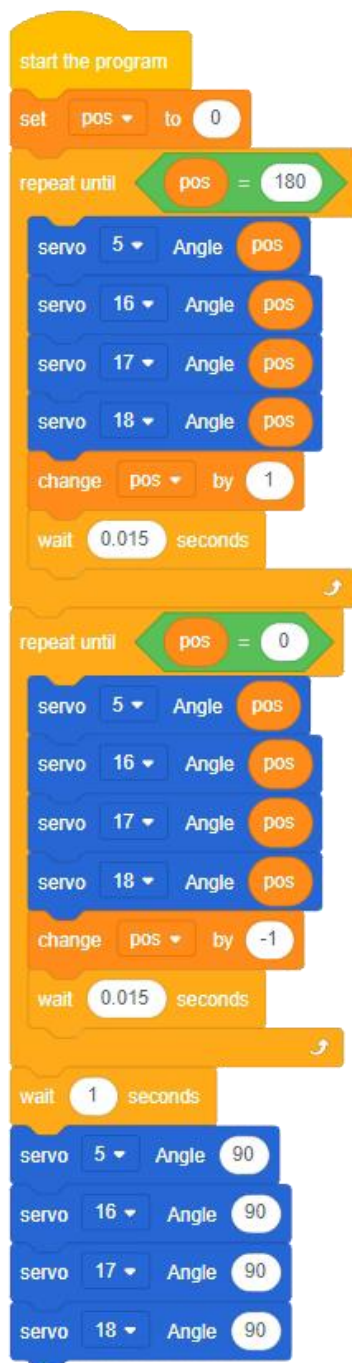 start the program
set pos to 0
repeat until pos = 180
servo 5 Angle pos
servo 16 Angle pos
servo 17 Angle pos
servo 18 Angle pos
change pos by 1
wait 0.015 seconds
repeat until pos = 0
servo 5 Angle pos
servo 16 Angle pos
servo 17 Angle pos
servo 18 Angle pos
change pos by -1
wait 0.015 seconds
wait 1 seconds
servo 5 Angle 90
servo 16 Angle 90
servo 17 Angle 90
servo 18 Angle 90